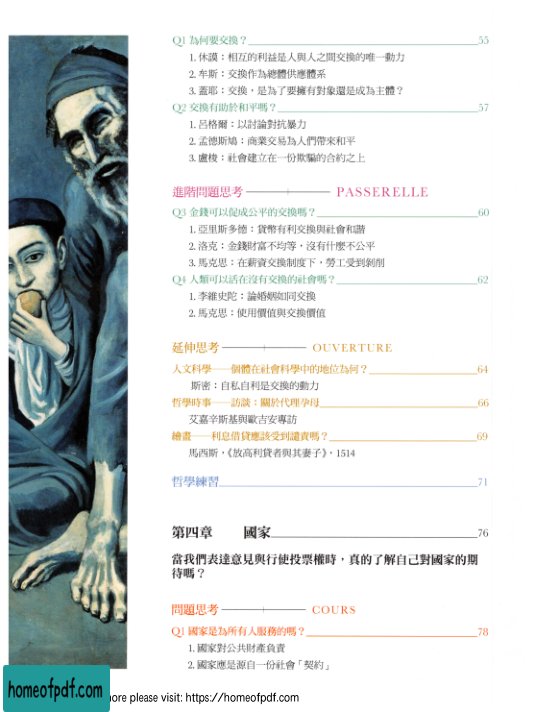 Q1 為何要交換？ 55
1. 休謨：相互的利益是人與人之間交換的唯一動力
2. 牟斯：交換作為總體供應體系
3. 蓋耶：交換，是為了要擁有對象還是成為主體？
Q2 交換有助於和平嗎？ 57
1. 呂格爾：以討論對抗暴力
2. 孟德斯鳩：商業交易為人們帶來和平
3. 盧梭：社會建立在一份欺騙的合約之上
進階問題思考 PASSERELLE
Q3 金錢可以促成公平的交換嗎？ 60
1. 亞里斯多德：貨幣有利交換與社會和諧
2. 洛克：金錢財富不均等，沒有什麼不公平
3. 馬克思：在薪資交換制度下，勞工受到剝削
Q4 人類可以活在沒有交換的社會嗎？ 62
1. 李維史陀：論婚姻如同交換
2. 馬克思：使用價值與交換價值
延伸思考 OUVERTURE
人文科學——個體在社會科學中的地位為何？ 64
斯密：自私自利是交換的動力
哲學時事——訪談：關於代理孕母 66
艾嘉辛斯基與歐吉安專訪
繪畫——利息借貸應該受到譴責嗎？ 69
馬西斯，《放高利貸者與其妻子》，1514
哲學練習 71
第四章 國家 76
當我們表達意見與行使投票權時，真的了解自己對國家的期
待嗎？
問題思考 COURS
Q1 國家是為所有人服務的嗎？ 78
1. 國家對公共財產負責
2. 國家應是源自一份社會「契約」
homeofpdf.com
ore please visit: https://homeofpdf.com